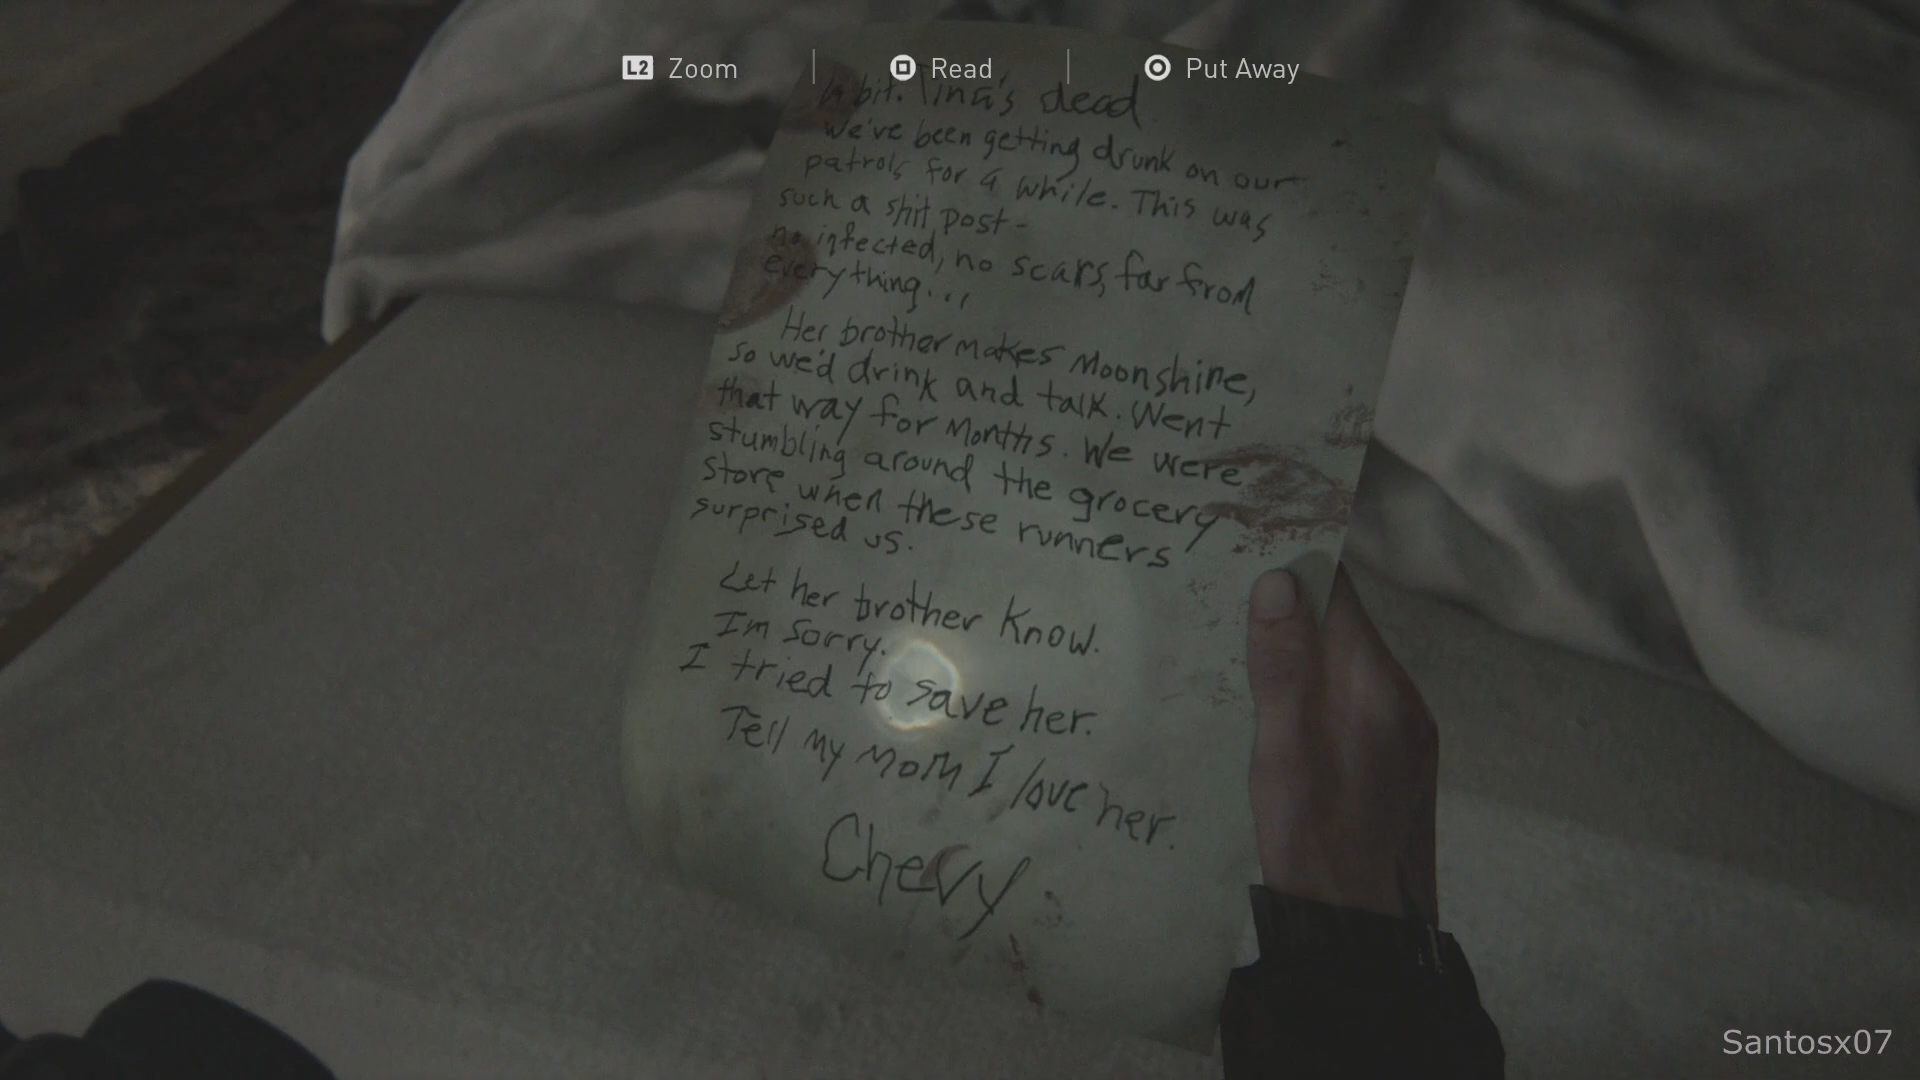 L2 Zoom | Read | Put Away
bit. Tina's dead
We've been getting drunk on our
patrols for a while. This was
such a shit post-
no infected, no scars, far from
everything...
Her brother makes Moonshine,
so we'd drink and talk. Went
that way for Months. We were
stumbling around the grocery
store when these runners
surprised us.
Let her brother know.
I'm sorry.
I tried to save her.
Tell my Mom I love her.
Chevy
Santosx07